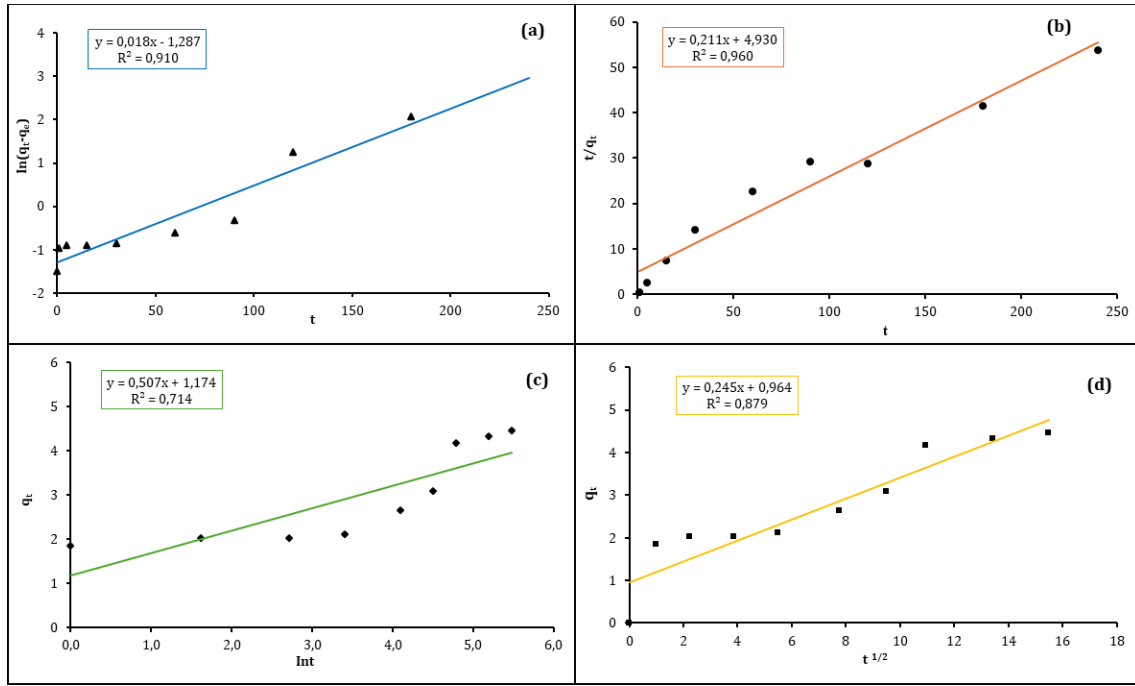 (a)
y = 0,018x - 1,287
R² = 0,910
ln(qₜ-qₑ)
4
3
2
1
0
-1
-2
0 50 100 150 200 250
t
(b)
y = 0,211x + 4,930
R² = 0,960
t/qₜ
60
50
40
30
20
10
0
0 50 100 150 200 250
t
(c)
y = 0,507x + 1,174
R² = 0,714
qₜ
6
5
4
3
2
1
0
0,0 1,0 2,0 3,0 4,0 5,0 6,0
lnt
(d)
y = 0,245x + 0,964
R² = 0,879
qₜ
6
5
4
3
2
1
0
0 2 4 6 8 10 12 14 16 18
t ¹/²